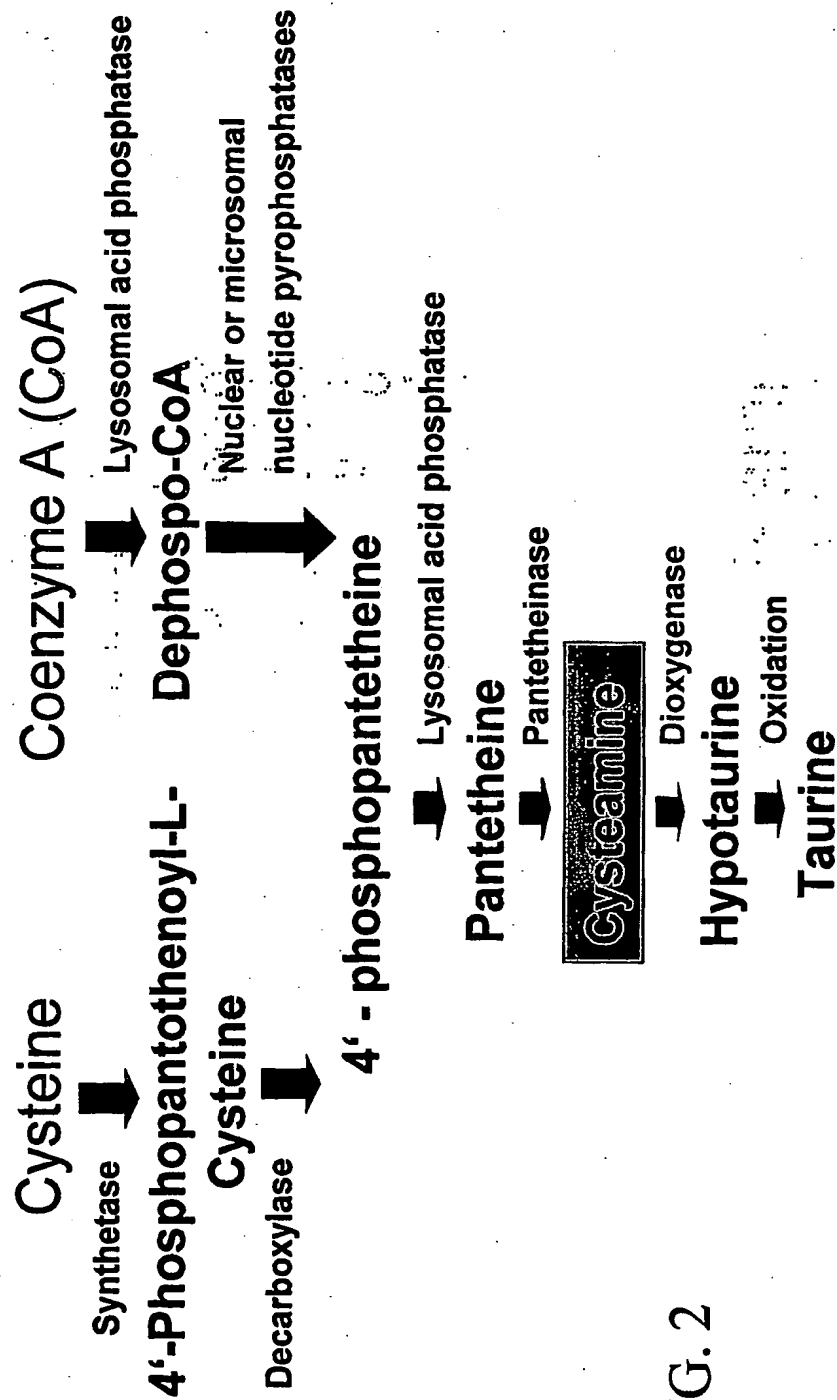 Cysteine
Synthetase
4‘-Phosphopantothenoyl-L-
Cysteine
Decarboxylase
Coenzyme A (CoA)
Lysosomal acid phosphatase
Dephospo-CoA
Nuclear or microsomal
nucleotide pyrophosphatases
4‘ - phosphopantetheine
Lysosomal acid phosphatase
Pantetheine
Pantetheinase
Cysteamine
Dioxygenase
Hypotaurine
Oxidation
Taurine
G. 2